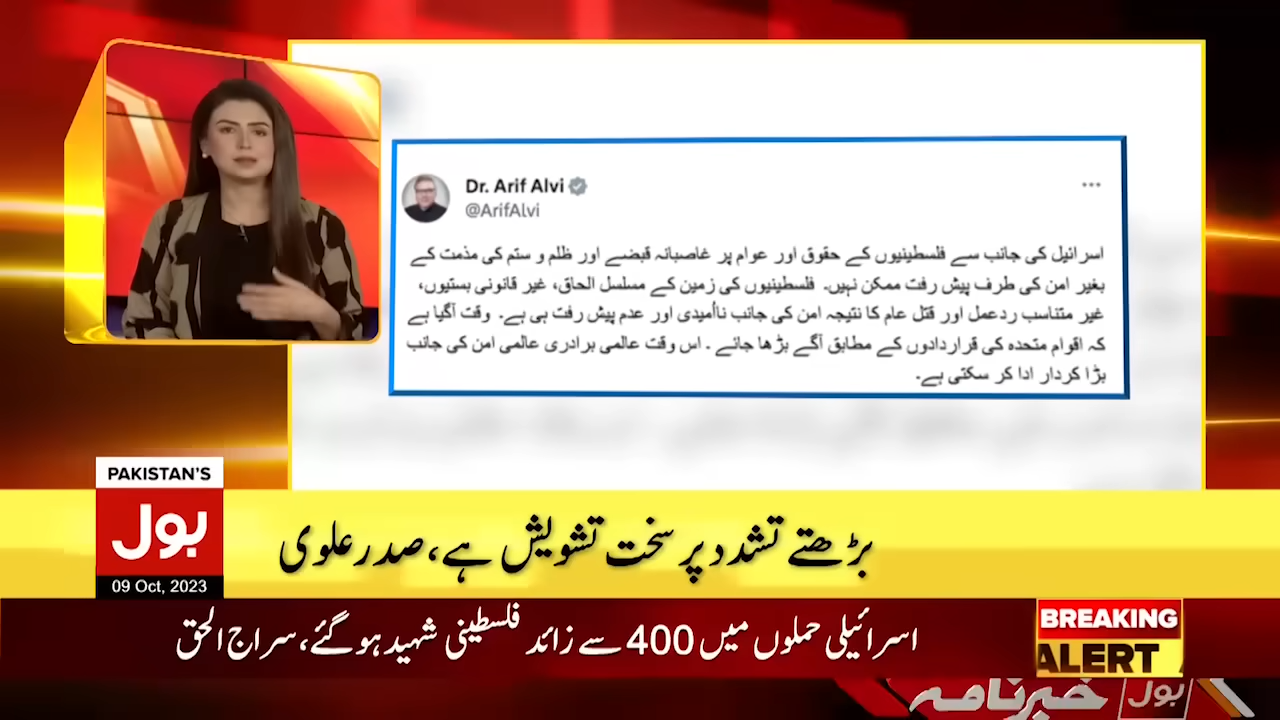 Dr. Arif Alvi
@ArifAlvi
اسرائیل کی جانب سے فلسطینیوں کے حقوق اور عوام پر غاصبانہ قبضے اور ظلم و ستم کی مذمت کے
بغیر امن کی طرف پیش رفت ممکن نہیں۔ فلسطینیوں کی زمین کے مسلسل الحاق، غیر قانونی بستیوں،
غیر متناسب ردعمل اور قتل عام کا نتیجہ امن کی جانب ناأمیدی اور عدم پیش رفت ہی ہے۔ وقت آگیا ہے
کہ اقوام متحدہ کی قراردادوں کے مطابق آگے بڑھا جائے ۔ اس وقت عالمی برادری عالمی امن کی جانب
بڑا کردار ادا کر سکتی ہے۔
PAKISTAN'S
بول
09 Oct, 2023
بڑھتے تشدد پر سخت تشویش ہے، صدر علوی
اسرائیلی حملوں میں 400 سے زائد فلسطینی شہید ہوگئے، سراج الحق
BREAKING
ALERT
بول خبرنامہ